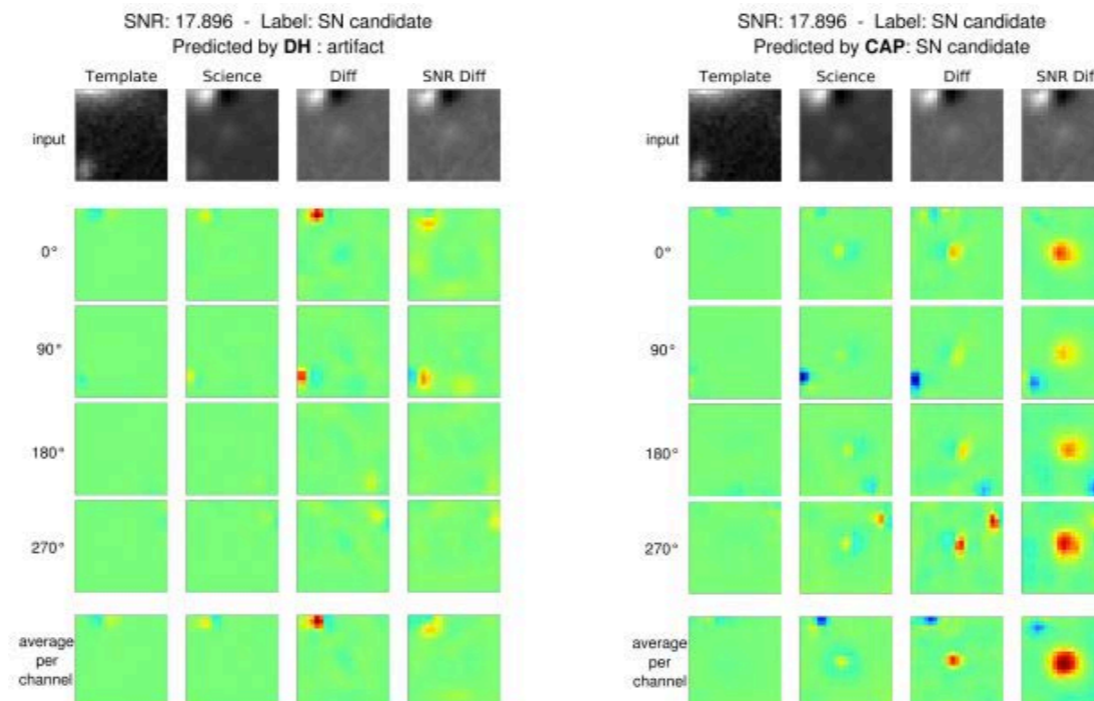 SNR: 17.896 - Label: SN candidate
Predicted by DH : artifact
Template Science Diff SNR Diff
input
0°
90°
180°
270°
average
per
channel
SNR: 17.896 - Label: SN candidate
Predicted by CAP: SN candidate
Template Science Diff SNR Dif
input
0°
90°
180°
270°
average
per
channel